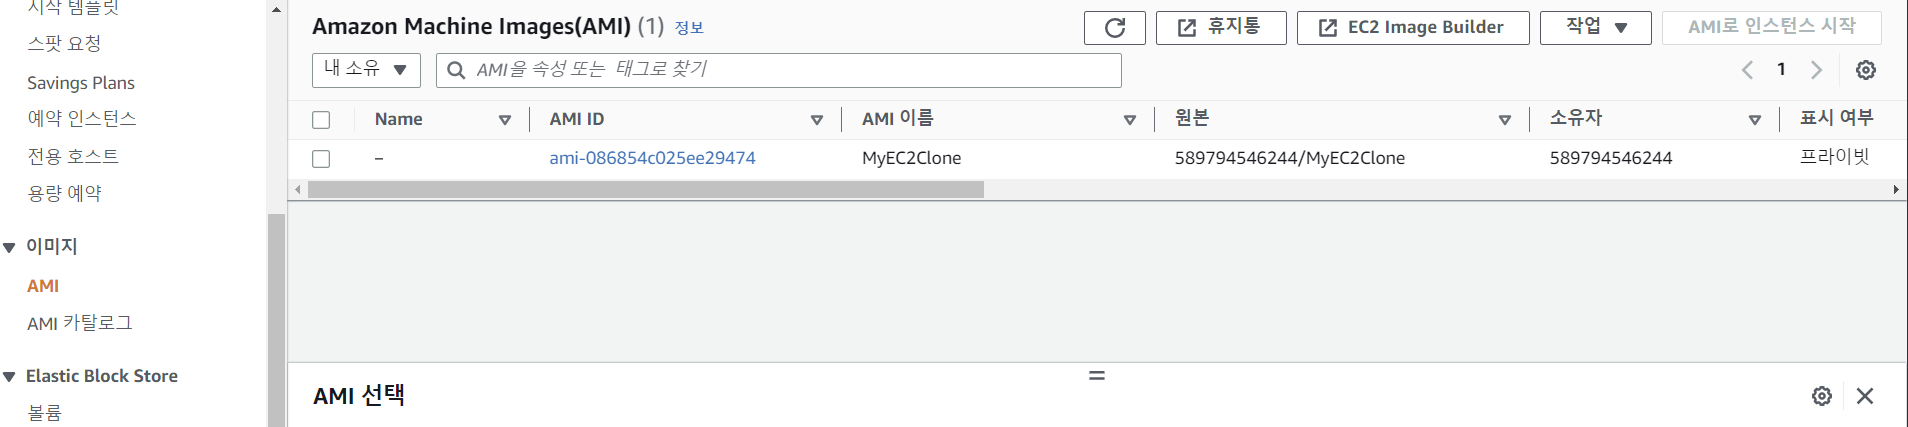 시작 템플릿
스팟 요청
Savings Plans
예약 인스턴스
전용 호스트
용량 예약
이미지
AMI
AMI 카탈로그
Elastic Block Store
볼륨
Amazon Machine Images(AMI) (1) 정보
휴지통
EC2 Image Builder
작업
AMI로 인스턴스 시작
내 소유
AMI을 속성 또는 태그로 찾기
1
Name AMI ID AMI 이름 원본 소유자 표시 여부
– ami-086854c025ee29474 MyEC2Clone 589794546244/MyEC2Clone 589794546244 프라이빗
AMI 선택